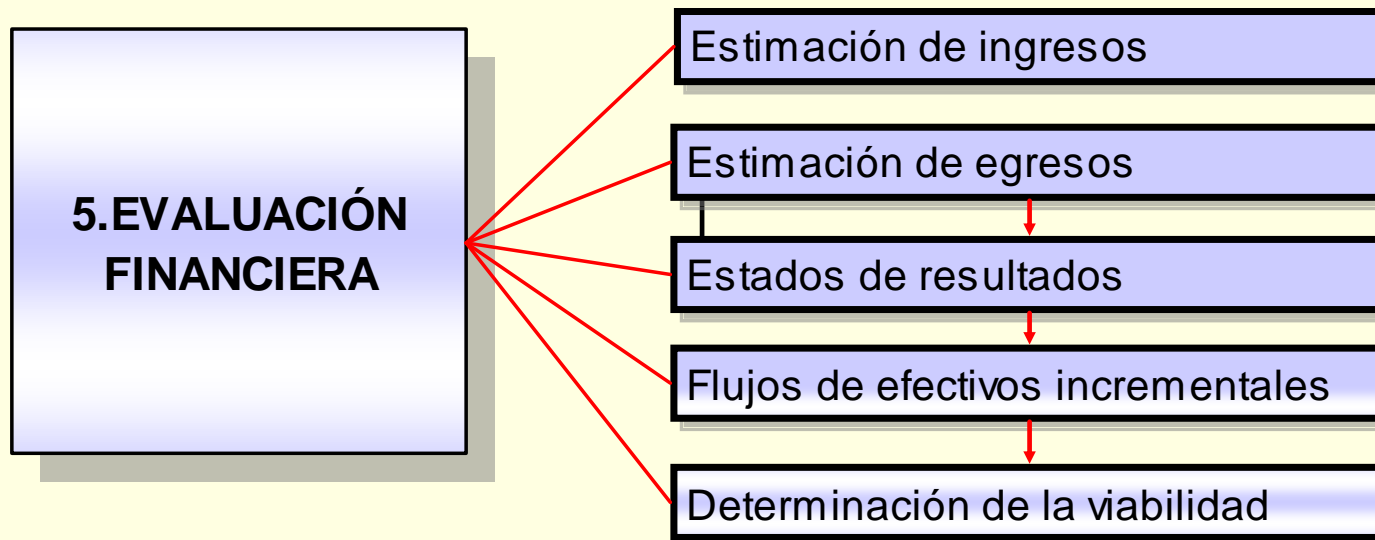 5.EVALUACIÓN
FINANCIERA
Estimación de ingresos
Estimación de egresos
Estados de resultados
Flujos de efectivos incrementales
Determinación de la viabilidad